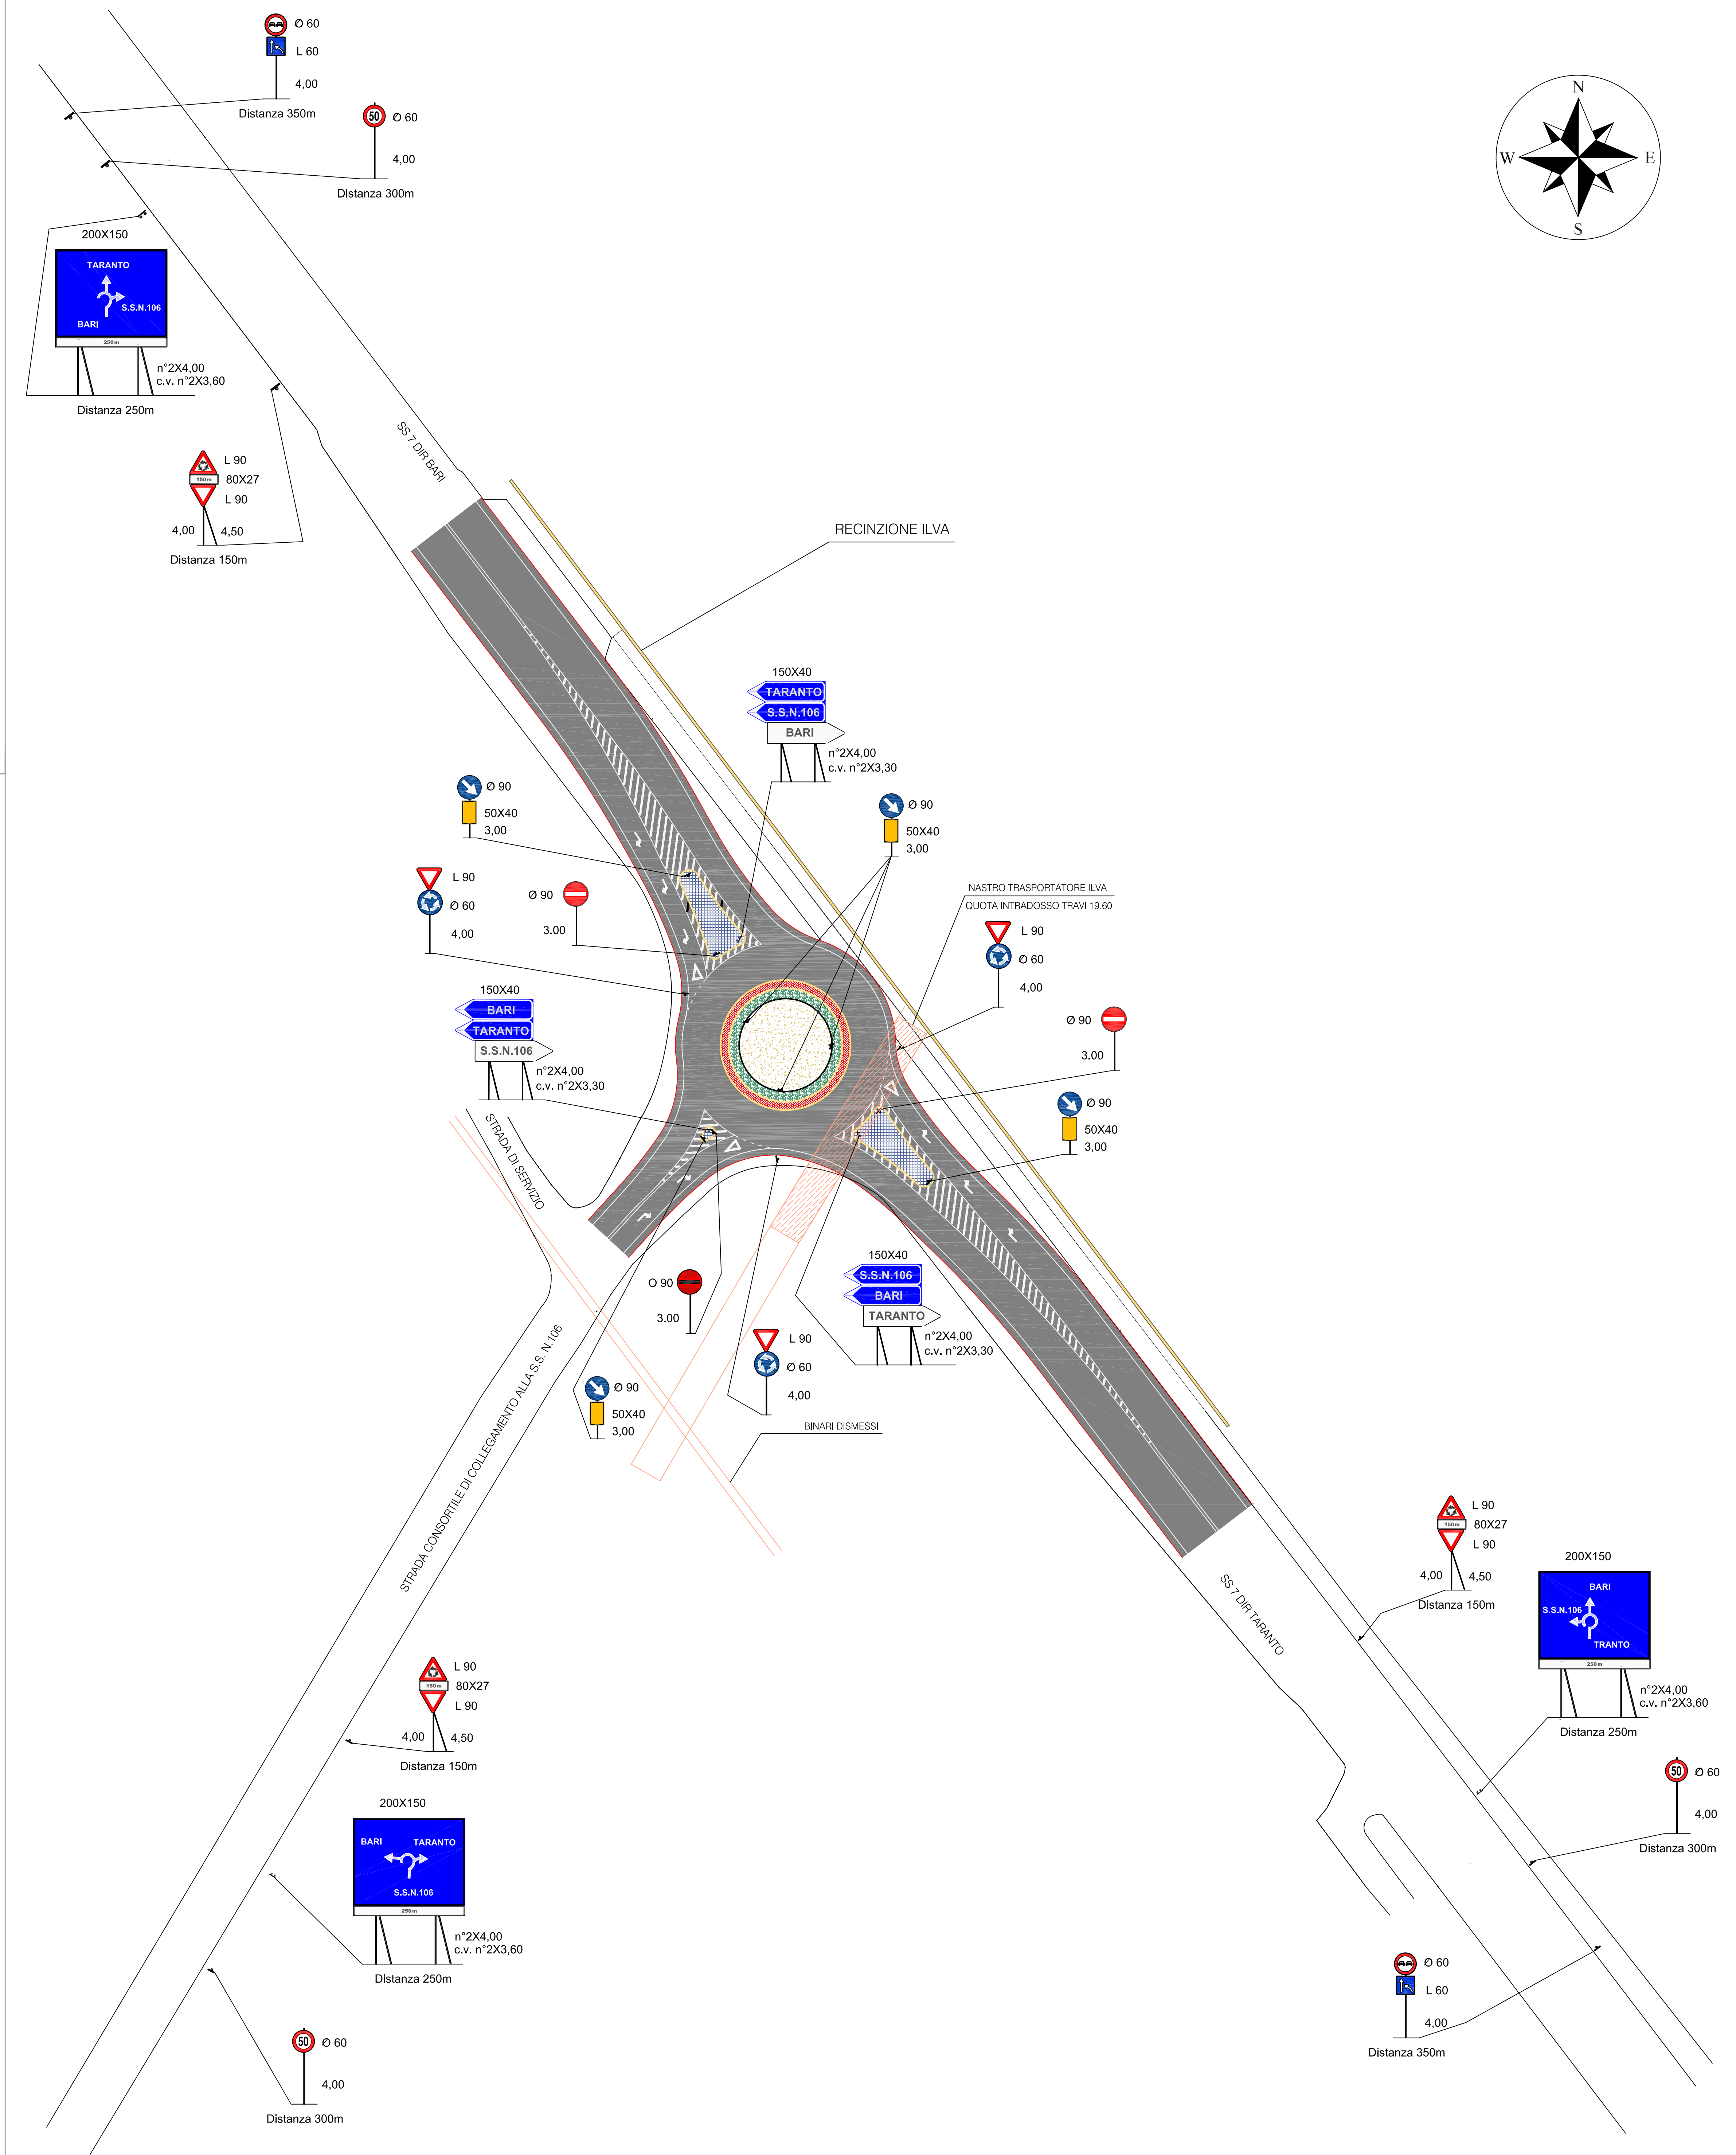 Ø 60
L 60
4,00
Distanza 350m
50
Ø 60
4,00
Distanza 300m
N
W
E
S
200X150
TARANTO
S.S.N.106
BARI
250m
n°2X4,00
c.v. n°2X3,60
Distanza 250m
SS 7 DIR BARI
L 90
150m
80X27
L 90
4,00
4,50
Distanza 150m
RECINZIONE ILVA
150X40
TARANTO
S.S.N.106
BARI
n°2X4,00
c.v. n°2X3,30
Ø 90
50X40
3,00
Ø 90
50X40
3,00
L 90
Ø 60
4,00
Ø 90
3.00
NASTRO TRASPORTATORE ILVA
QUOTA INTRADOSSO TRAVI 19.60
L 90
Ø 60
4,00
150X40
BARI
TARANTO
S.S.N.106
n°2X4,00
c.v. n°2X3,30
Ø 90
3.00
Ø 90
50X40
3,00
STRADA DI SERVIZIO
O 90
3.00
150X40
S.S.N.106
BARI
TARANTO
n°2X4,00
c.v. n°2X3,30
L 90
Ø 60
4,00
Ø 90
50X40
3,00
BINARI DISMESSI
STRADA CONSORTILE DI COLLEGAMENTO ALLA S.S. N.106
SS 7 DIR TARANTO
L 90
150m
80X27
L 90
4,00
4,50
Distanza 150m
200X150
BARI
S.S.N.106
TRANTO
250m
n°2X4,00
c.v. n°2X3,60
Distanza 250m
L 90
150m
80X27
L 90
4,00
4,50
Distanza 150m
50
Ø 60
4,00
Distanza 300m
200X150
BARI
TARANTO
S.S.N.106
250m
n°2X4,00
c.v. n°2X3,60
Distanza 250m
Ø 60
L 60
4,00
Distanza 350m
50
Ø 60
4,00
Distanza 300m